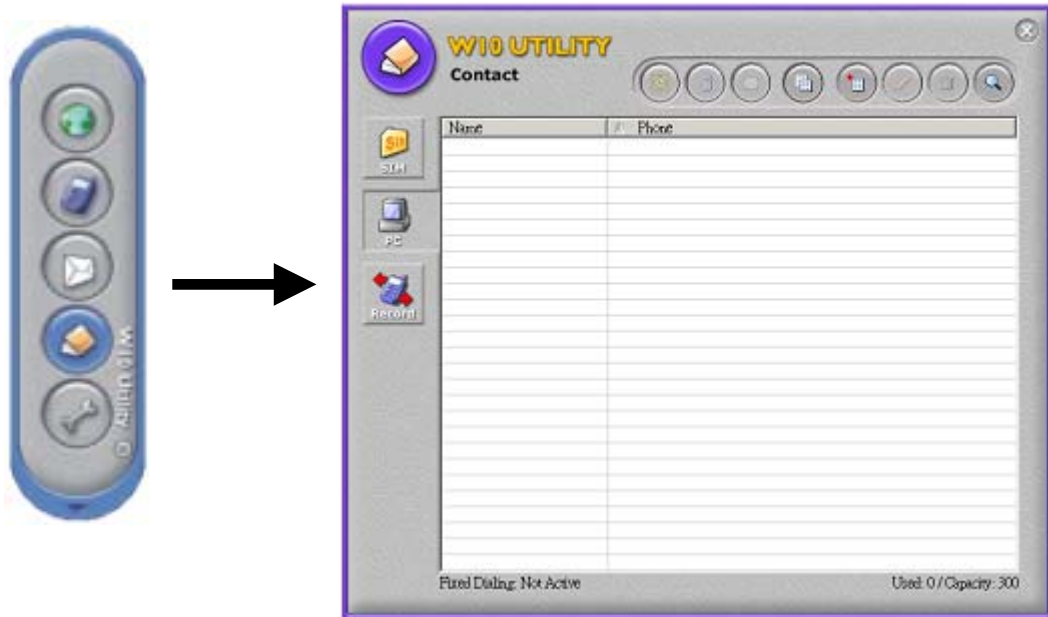 W10 Utility
W10 UTILITY
Contact
Name Phone
SIM
PC
Record
Fixed Dialing: Not Active
Used: 0 / Capacity: 300